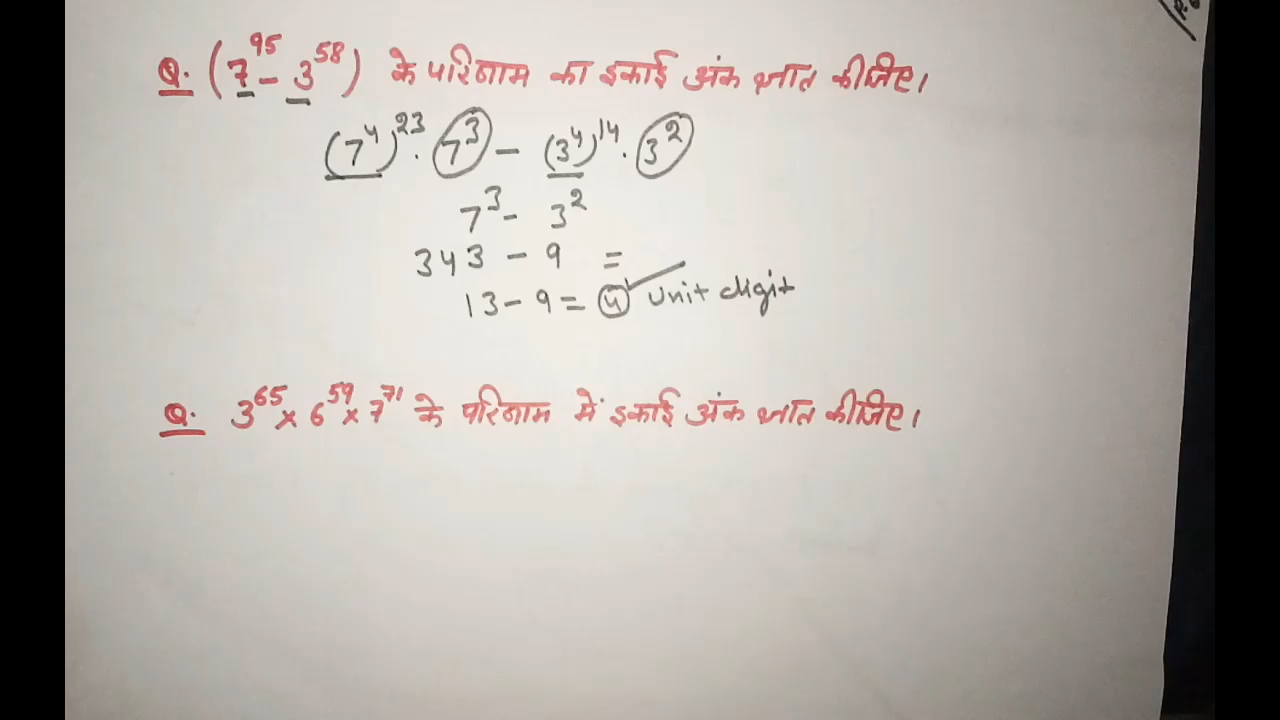 Q. (7^95 - 3^58) के परिणाम का इकाई अंक ज्ञात कीजिए।
(7^4)^23 · 7^3 - (3^4)^14 · 3^2
7^3 - 3^2
343 - 9 =
13 - 9 = 4 Unit digit
Q. 3^65 × 6^59 × 7^71 के परिणाम में इकाई अंक ज्ञात कीजिए।